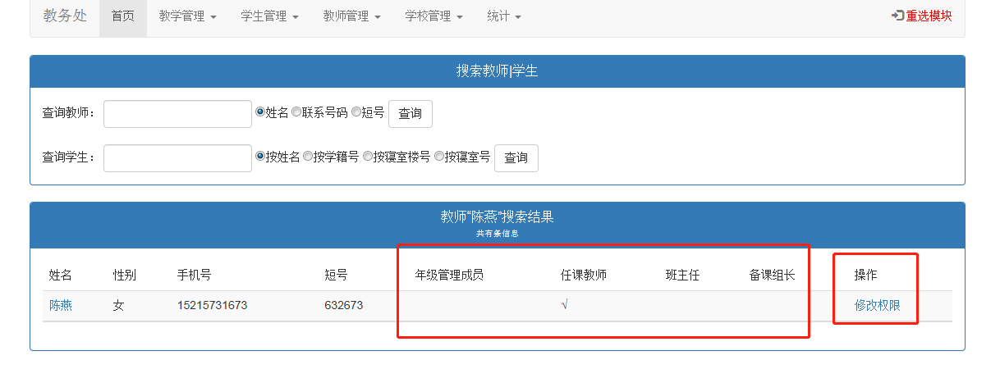 教务处 首页 教学管理 学生管理 教师管理 学校管理 统计 重选模块
搜索教师|学生
查询教师： 姓名 联系号码 短号 查询
查询学生： 按姓名 按学籍号 按寝室楼号 按寝室号 查询
教师“陈燕”搜索结果
共有条信息
姓名 性别 手机号 短号 年级管理成员 任课教师 班主任 备课组长 操作
陈燕 女 15215731673 632673 √ 修改权限